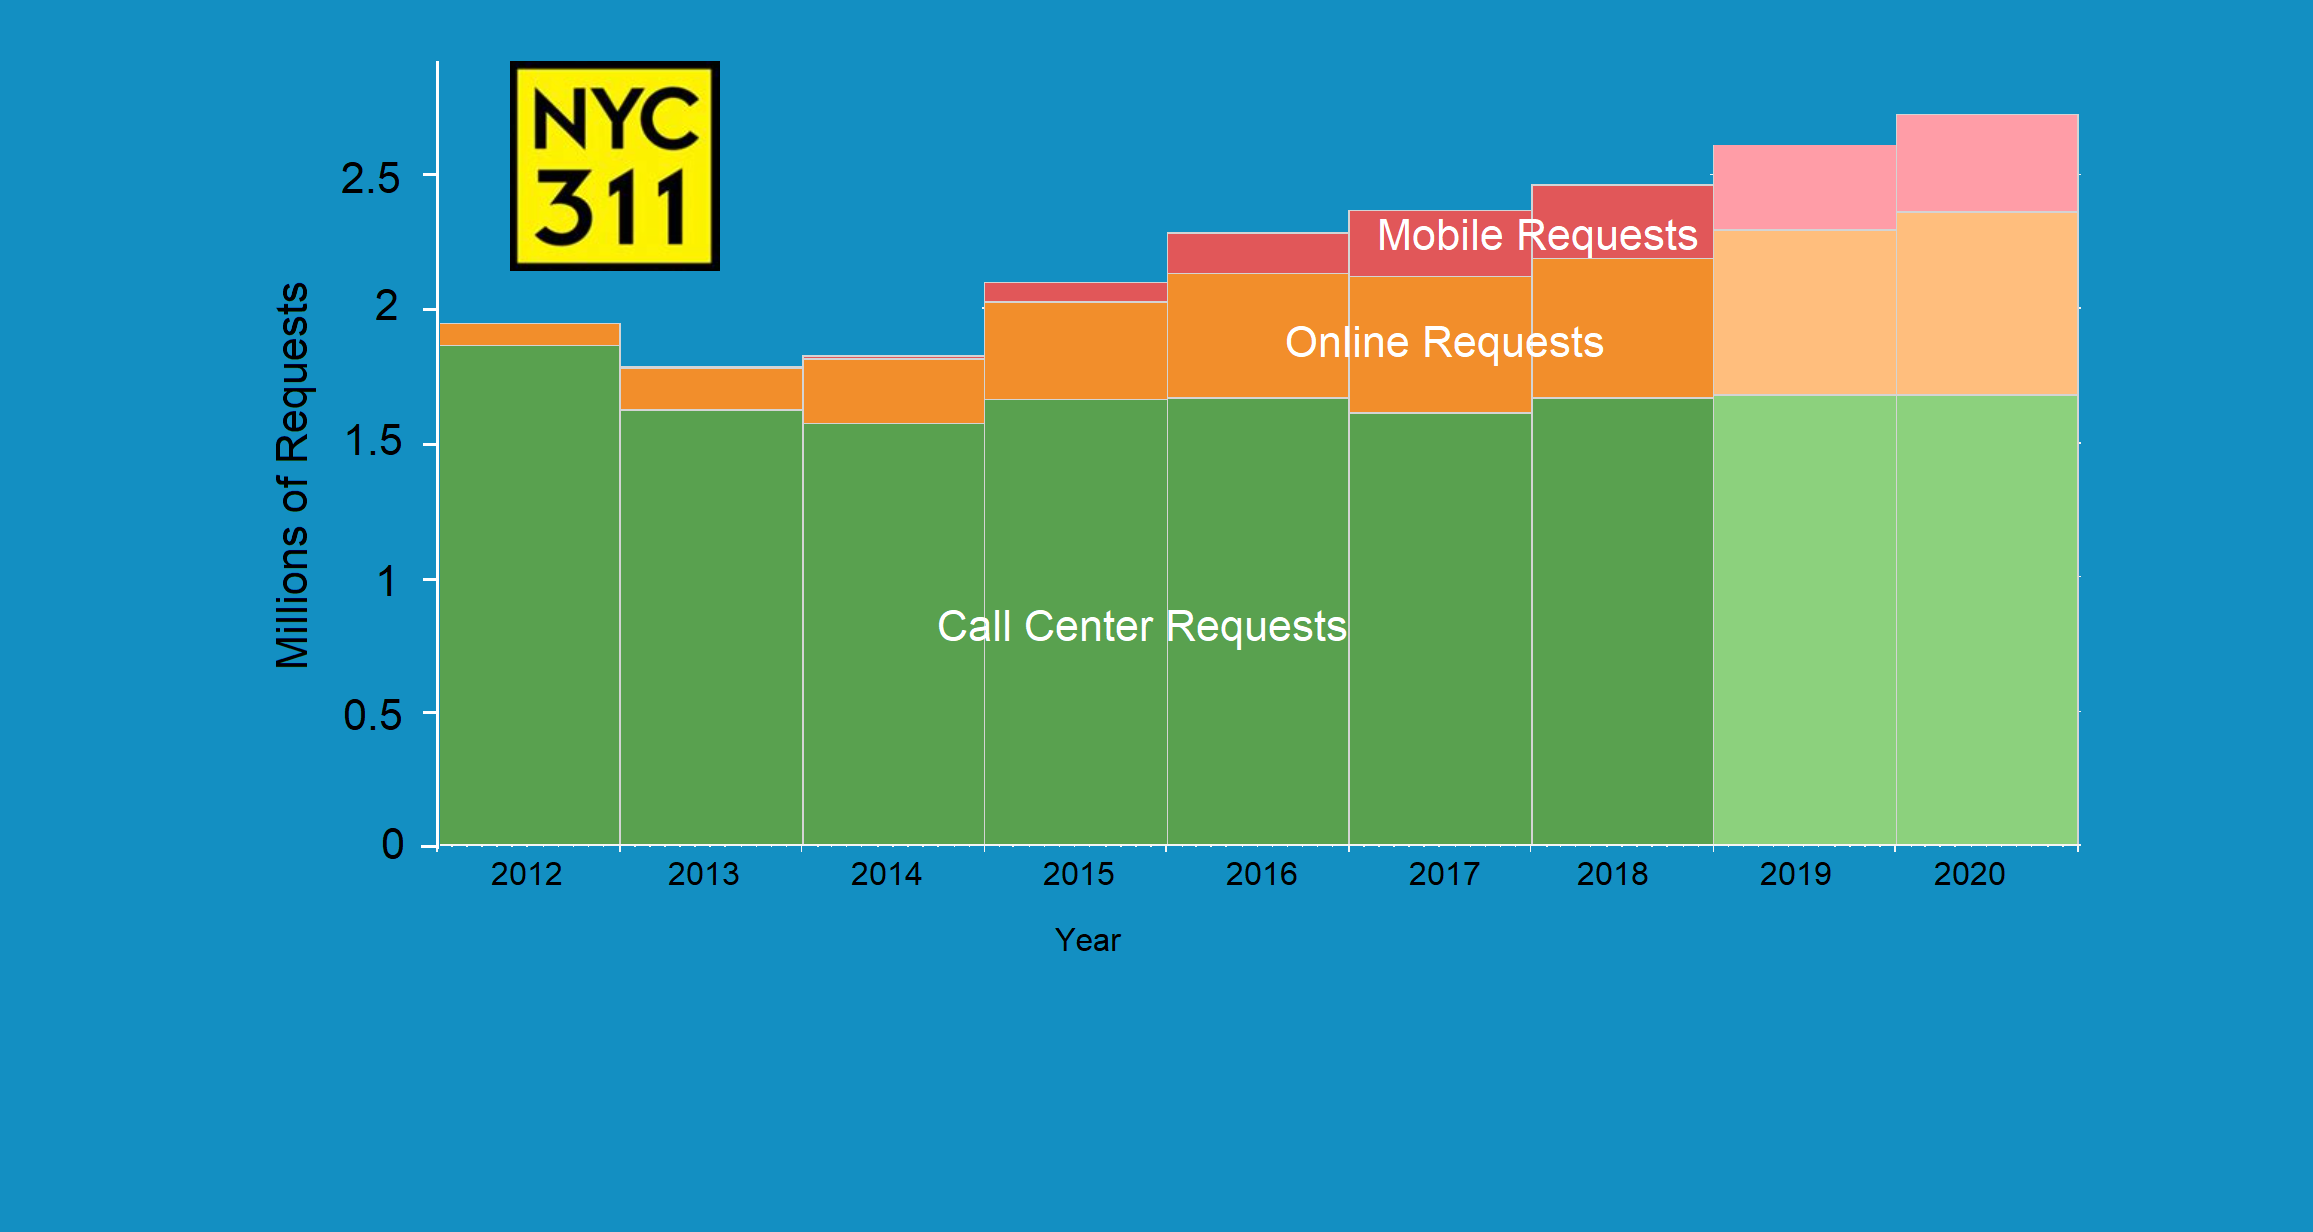 NYC
311
Millions of Requests
2.5
2
1.5
1
0.5
0
Mobile Requests
Online Requests
Call Center Requests
2012 2013 2014 2015 2016 2017 2018 2019 2020
Year